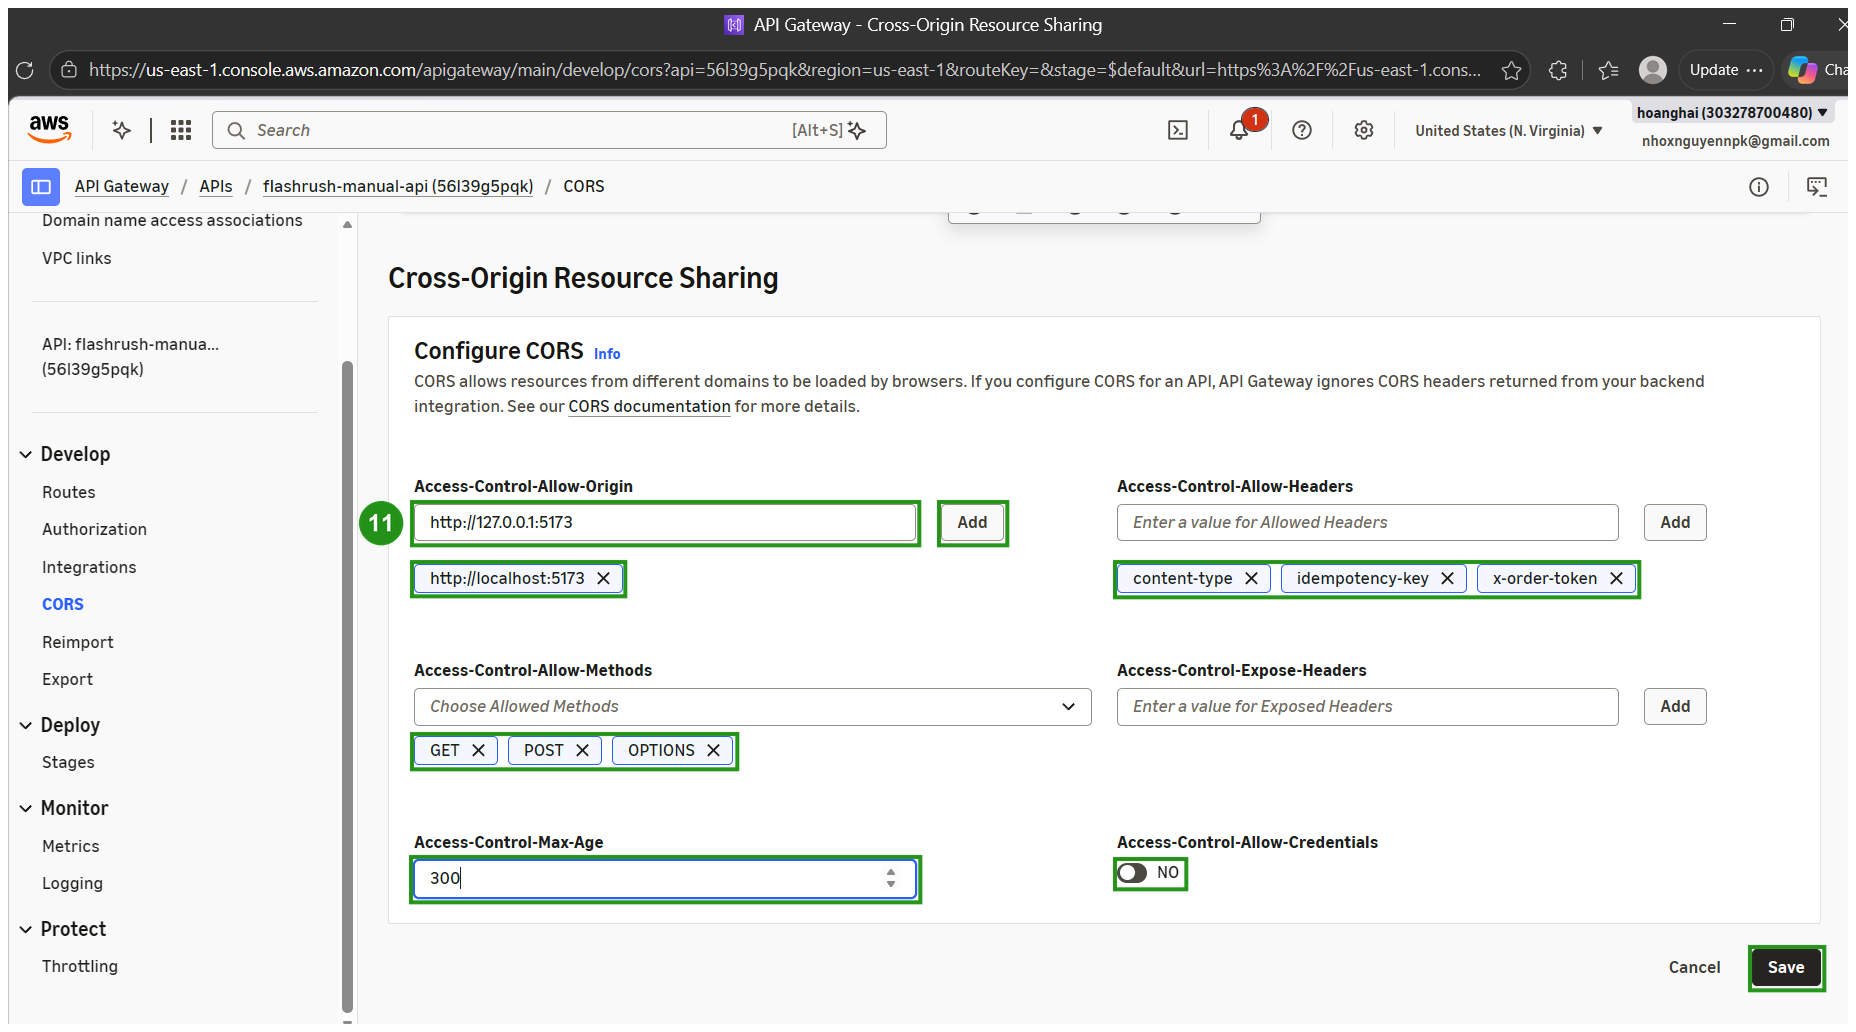 API Gateway - Cross-Origin Resource Sharing
https://us-east-1.console.aws.amazon.com/apigateway/main/develop/cors?api=56l39g5pqk&region=us-east-1&routeKey=&stage=$default&url=https%3A%2F%2Fus-east-1.cons...
Update ...
Cha
aws
Search
[Alt+S]
1
United States (N. Virginia)
hoanghai (303278700480)
nhoxnguyennpk@gmail.com
API Gateway / APIs / flashrush-manual-api (56l39g5pqk) / CORS
Domain name access associations
VPC links
API: flashrush-manua...
(56l39g5pqk)
Develop
Routes
Authorization
Integrations
CORS
Reimport
Export
Deploy
Stages
Monitor
Metrics
Logging
Protect
Throttling
Cross-Origin Resource Sharing
Configure CORS Info
CORS allows resources from different domains to be loaded by browsers. If you configure CORS for an API, API Gateway ignores CORS headers returned from your backend
integration. See our CORS documentation for more details.
Access-Control-Allow-Origin
11
http://127.0.0.1:5173
Add
http://localhost:5173
Access-Control-Allow-Headers
Enter a value for Allowed Headers
Add
content-type
idempotency-key
x-order-token
Access-Control-Allow-Methods
Choose Allowed Methods
GET
POST
OPTIONS
Access-Control-Expose-Headers
Enter a value for Exposed Headers
Add
Access-Control-Max-Age
300
Access-Control-Allow-Credentials
NO
Cancel
Save